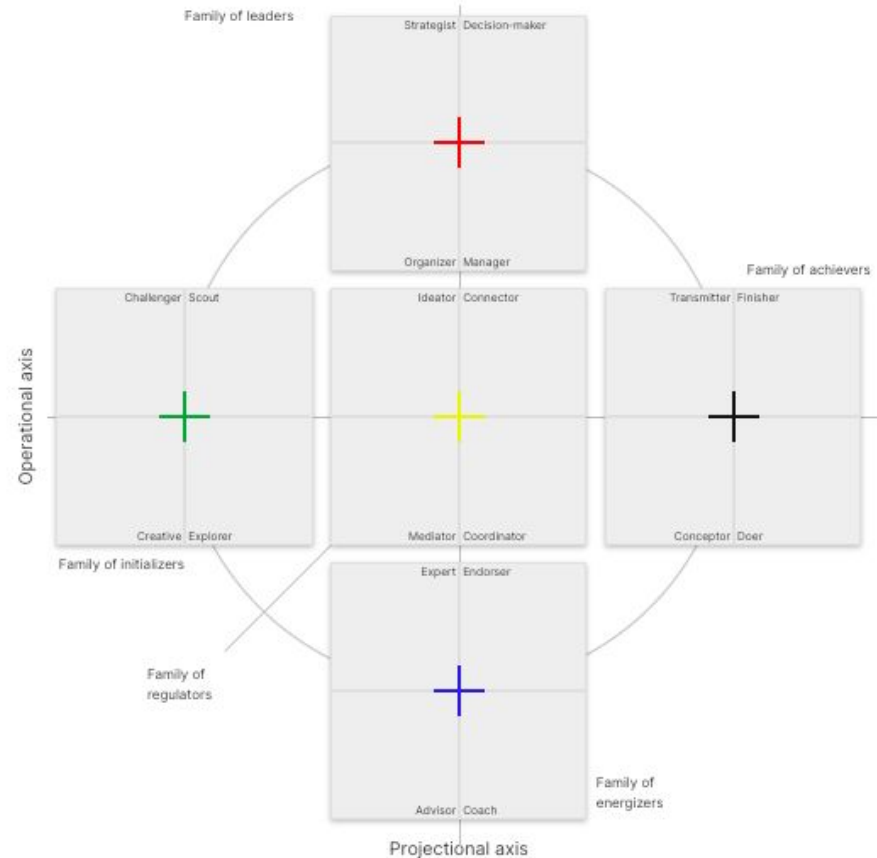 Family of leaders
Strategist Decision-maker
Organizer Manager
Family of achievers
Challenger Scout
Ideator Connector
Transmitter Finisher
Operational axis
Creative Explorer
Mediator Coordinator
Conceptor Doer
Family of initializers
Expert Endorser
Family of
regulators
Family of
energizers
Advisor Coach
Projectional axis